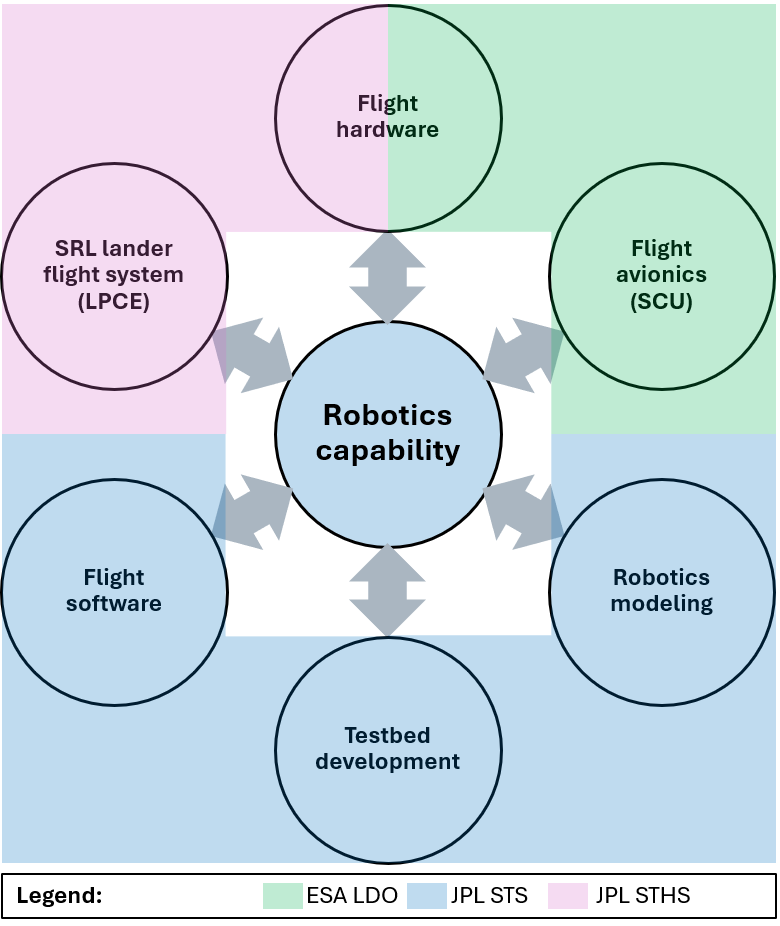 Flight
hardware
SRL lander
flight system
(LPCE)
Flight
avionics
(SCU)
Robotics
capability
Flight
software
Robotics
modeling
Testbed
development
Legend:
ESA LDO
JPL STS
JPL STHS